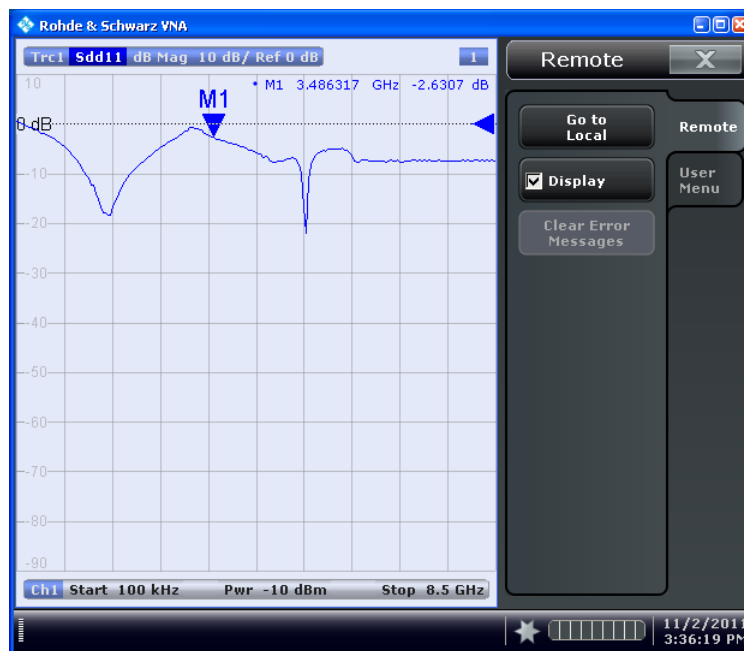 Rohde & Schwarz VNA
Trc1 Sdd11 dB Mag 10 dB/ Ref 0 dB 1
10
• M1 3.486317 GHz -2.6307 dB
M1
0 dB
-10
-20
-30
-40
-50
-60
-70
-80
-90
Ch1 Start 100 kHz Pwr -10 dBm Stop 8.5 GHz
Remote
X
Go to
Local
Display
Clear Error
Messages
Remote
User
Menu
11/2/2011
3:36:19 PM